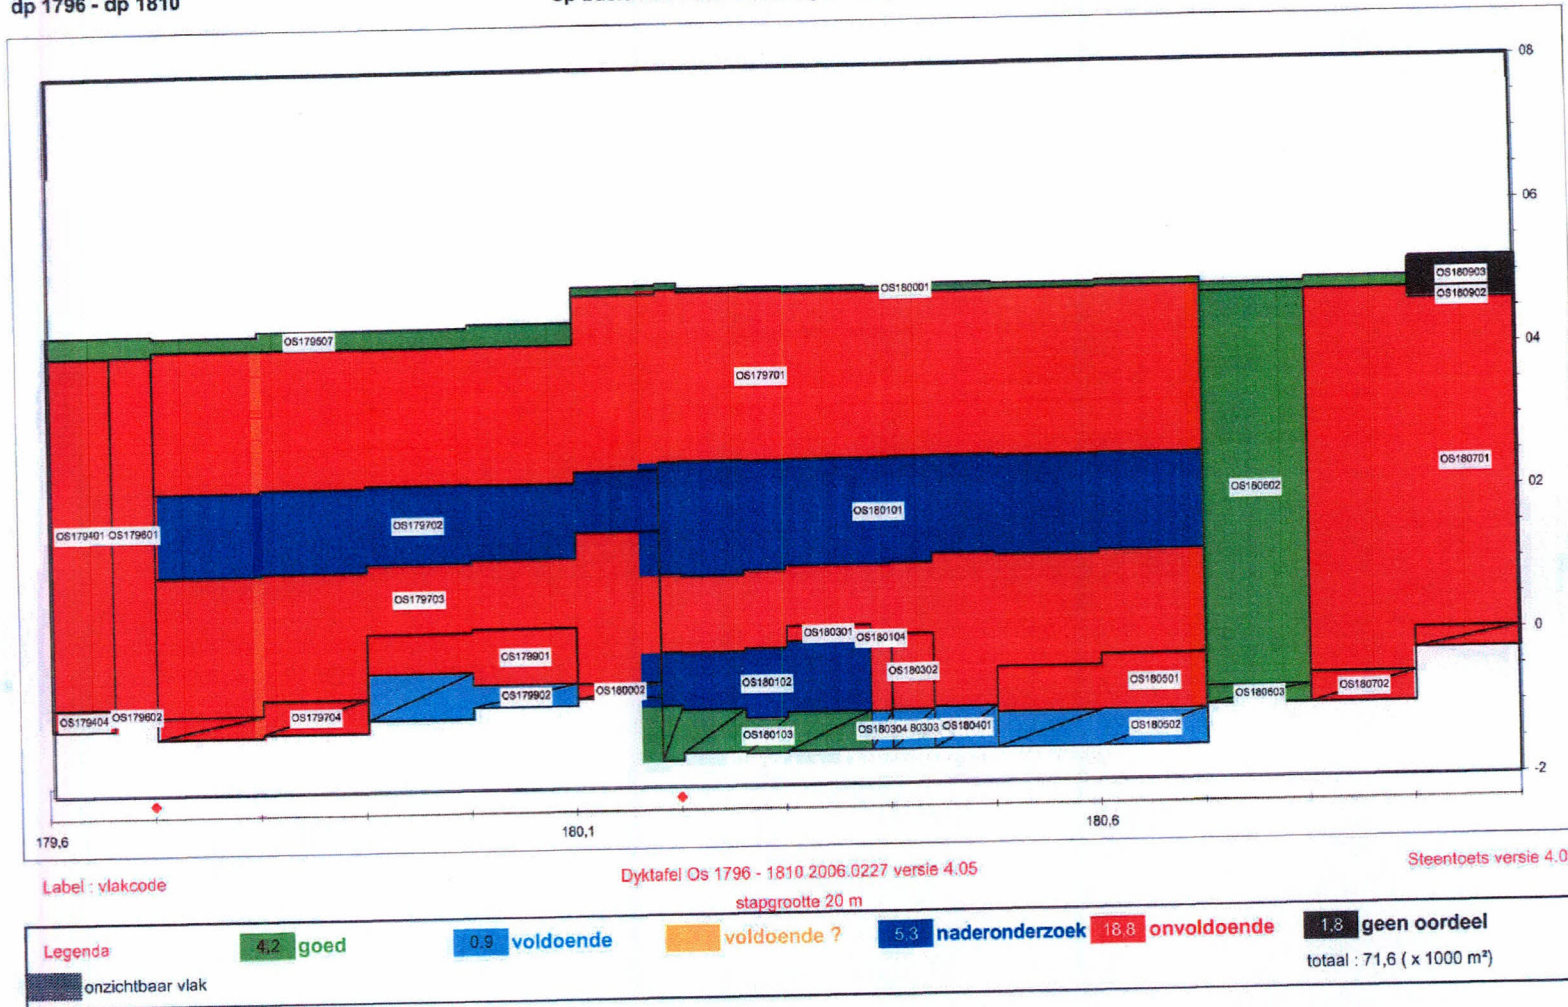 dp 1796 - dp 1810
08
OS180903
OS180902
06
OS180001
04
OS179507
OS179701
OS180701
02
OS180602
OS180101
OS179702
OS179401 OS179601
OS179703
0
OS180301
OS180104
OS179901
OS180302
OS180501
OS180102
OS180702
OS180002
OS179902
OS180603
OS179404
OS179602
OS179704
OS180103
OS180304
80303
OS180401
OS180502
-2
179,6
180,1
180,6
Label : vlakcode
Dyktafel Os 1796 - 1810 2006.0227 versie 4.05
Steentoets versie 4.0
stapgrootte 20 m
Legenda
4,2 goed
0,9 voldoende
voldoende ?
5,3 naderonderzoek
18,8 onvoldoende
1,8 geen oordeel
totaal : 71,6 ( x 1000 m²)
onzichtbaar vlak